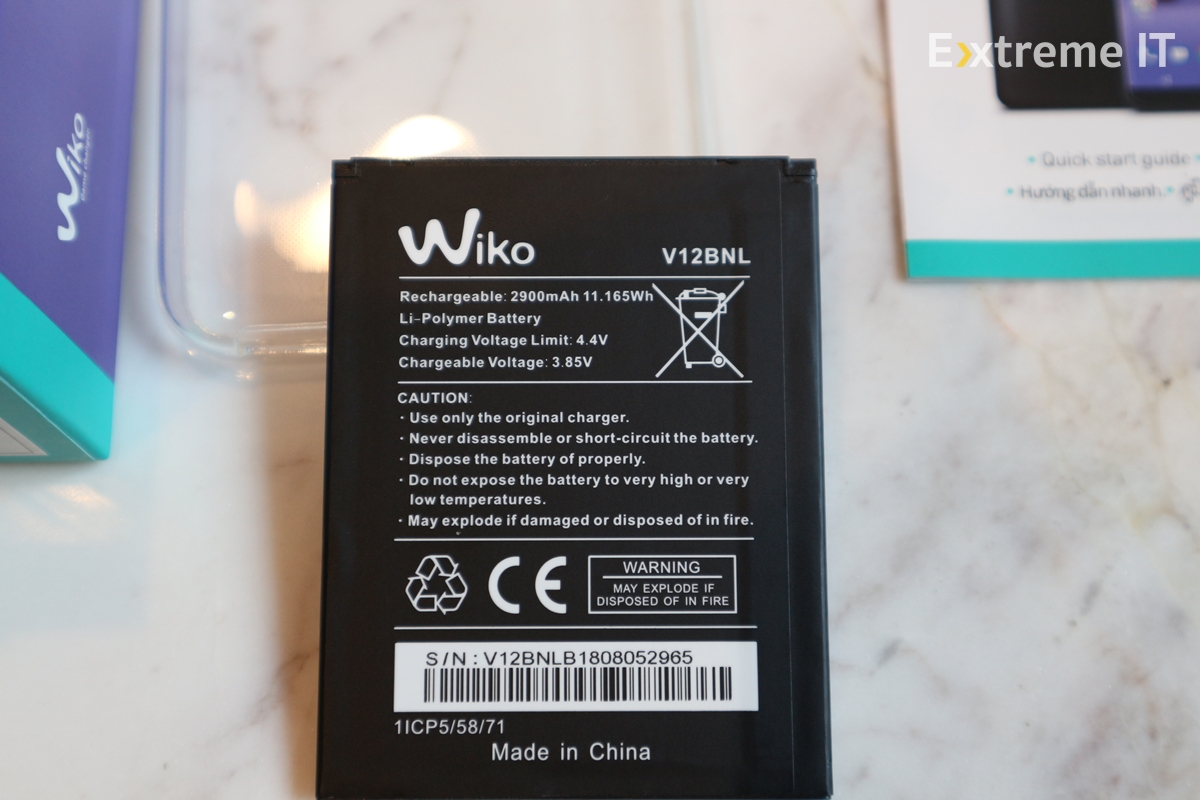 Extreme IT
Wiko
• Quick start guide •
• Hướng dẫn nhanh. •
Wiko
V12BNL
Rechargeable: 2900mAh 11.165Wh
Li-Polymer Battery
Charging Voltage Limit: 4.4V
Chargeable Voltage: 3.85V
CAUTION:
· Use only the original charger.
· Never disassemble or short-circuit the battery.
· Dispose the battery of properly.
· Do not expose the battery to very high or very
low temperatures.
· May explode if damaged or disposed of in fire.
CE
WARNING
MAY EXPLODE IF
DISPOSED OF IN FIRE
S/N : V12BNLB1808052965
1ICP5/58/71
Made in China